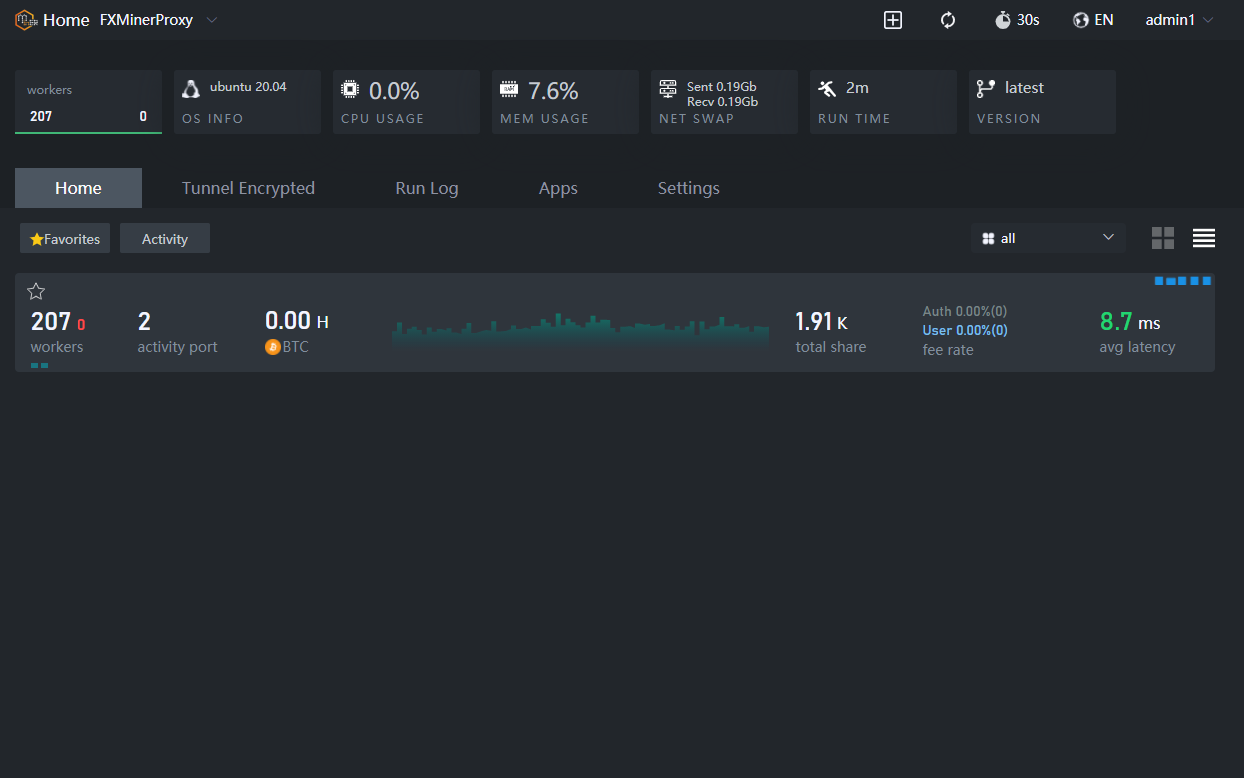 Home FXMinerProxy 30s EN admin1
workers
207 0
ubuntu 20.04
OS INFO
0.0%
CPU USAGE
7.6%
MEM USAGE
Sent 0.19Gb
Recv 0.19Gb
NET SWAP
2m
RUN TIME
latest
VERSION
Home Tunnel Encrypted Run Log Apps Settings
Favorites Activity all
207 0
workers
2
activity port
0.00 H
BTC
1.91 K
total share
Auth 0.00%(0)
User 0.00%(0)
fee rate
8.7 ms
avg latency